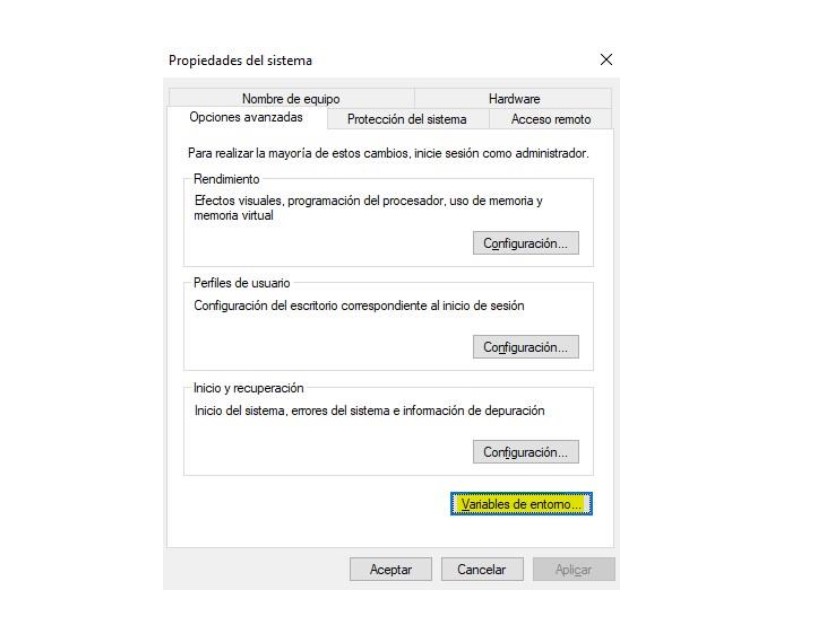 Propiedades del sistema
Nombre de equipo
Hardware
Opciones avanzadas
Protección del sistema
Acceso remoto
Para realizar la mayoría de estos cambios, inicie sesión como administrador.
Rendimiento
Efectos visuales, programación del procesador, uso de memoria y
memoria virtual
Configuración...
Perfiles de usuario
Configuración del escritorio correspondiente al inicio de sesión
Configuración...
Inicio y recuperación
Inicio del sistema, errores del sistema e información de depuración
Configuración...
Variables de entorno...
Aceptar
Cancelar
Aplicar